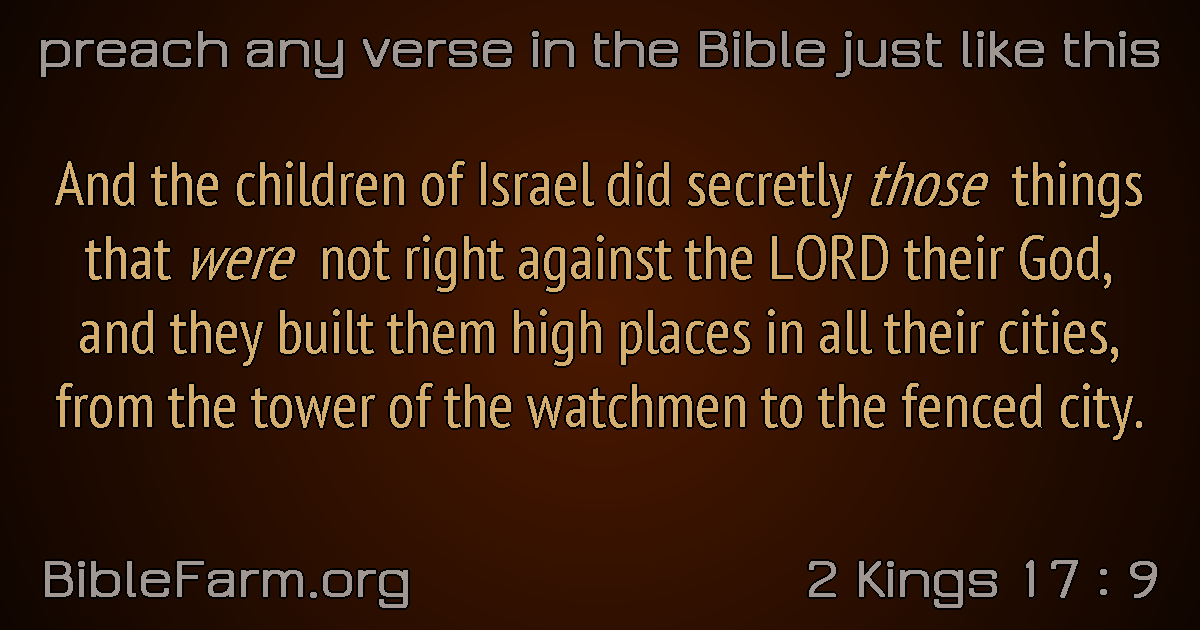 preach any verse in the Bible just like this
And the children of Israel did secretly those things
that were not right against the LORD their God,
and they built them high places in all their cities,
from the tower of the watchmen to the fenced city.
BibleFarm.org
2 Kings 17 : 9